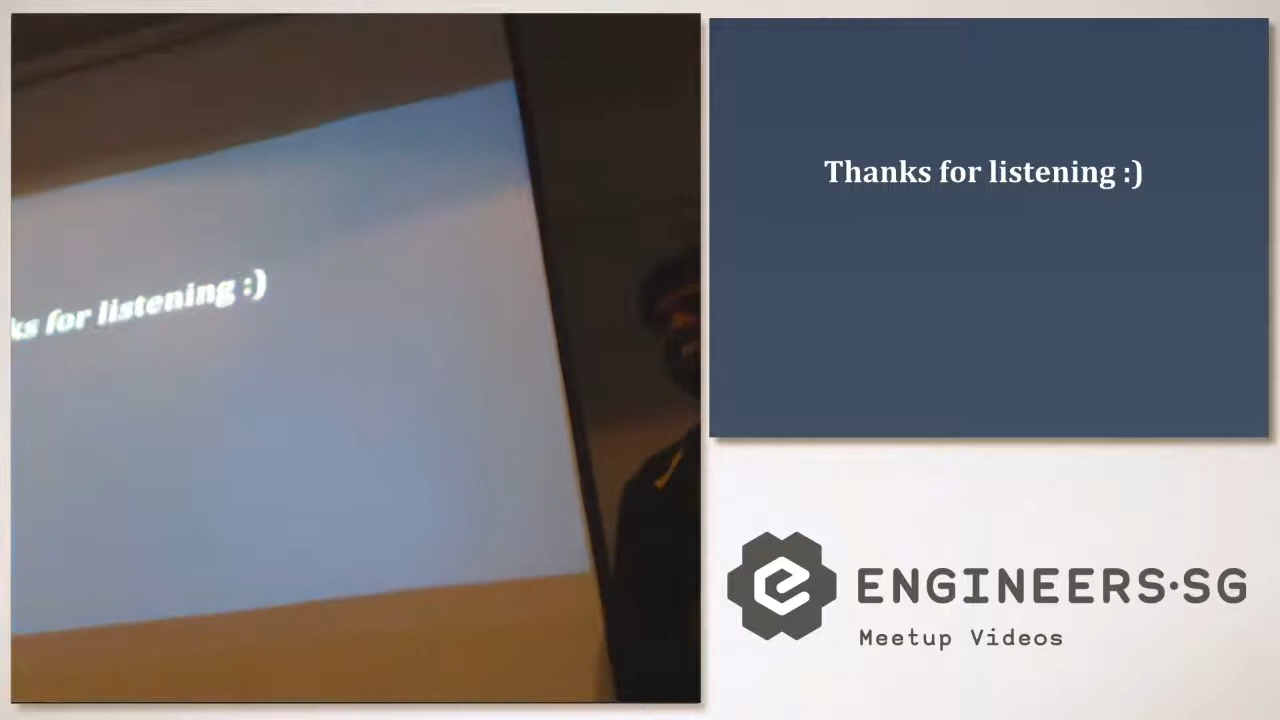 ks for listening :)
Thanks for listening :)
ENGINEERS·SG
Meetup Videos